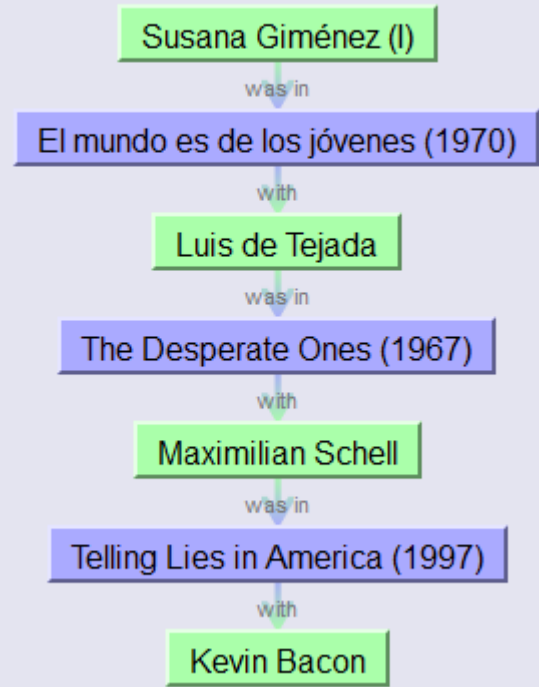 Susana Giménez (I)
was in
El mundo es de los jóvenes (1970)
with
Luis de Tejada
was in
The Desperate Ones (1967)
with
Maximilian Schell
was in
Telling Lies in America (1997)
with
Kevin Bacon